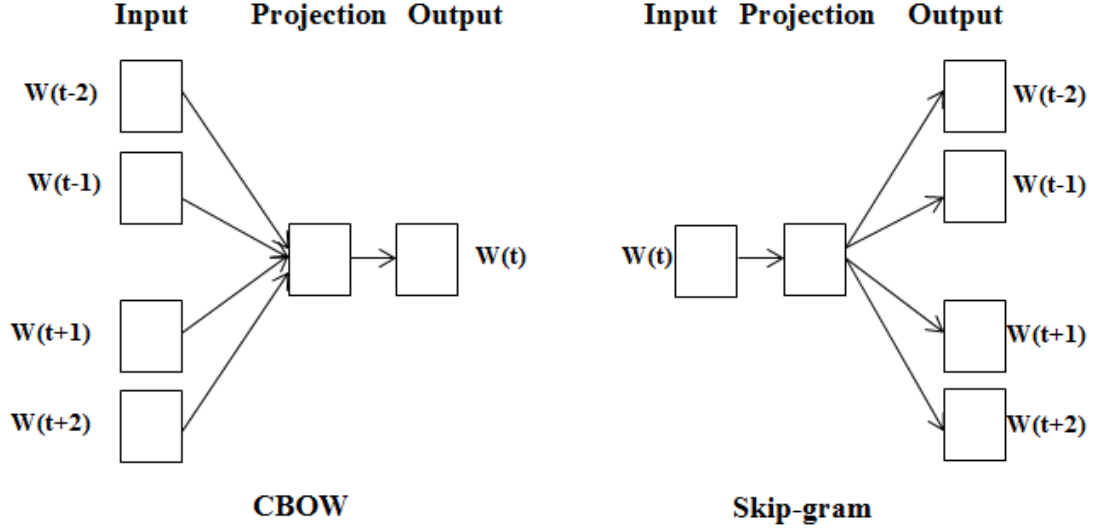 Input Projection Output
W(t-2)
W(t-1)
W(t)
W(t+1)
W(t+2)
CBOW
Input Projection Output
W(t-2)
W(t-1)
W(t)
W(t+1)
W(t+2)
Skip-gram